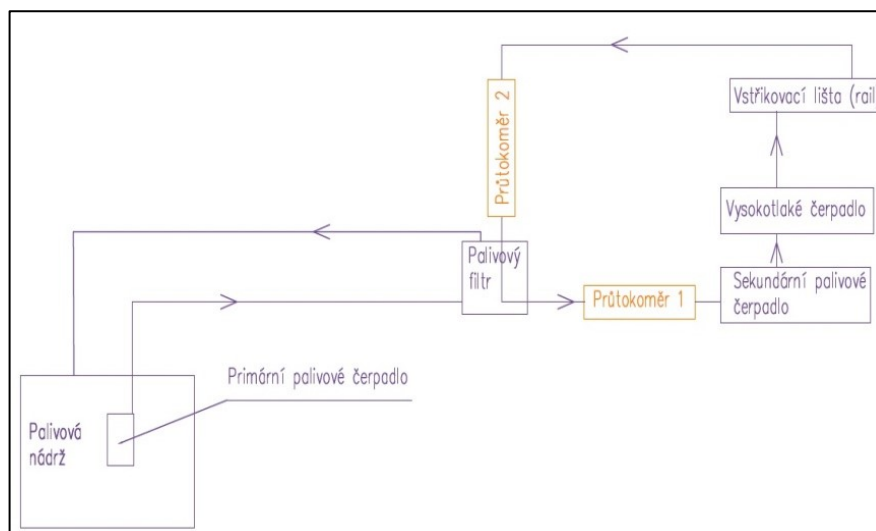 Průtokoměr 2
Vstřikovací lišta (rail
Vysokotlaké čerpadlo
Palivový
filtr
Průtokoměr 1
Sekundární palivové
čerpadlo
Primární palivové čerpadlo
Palivová
nádrž